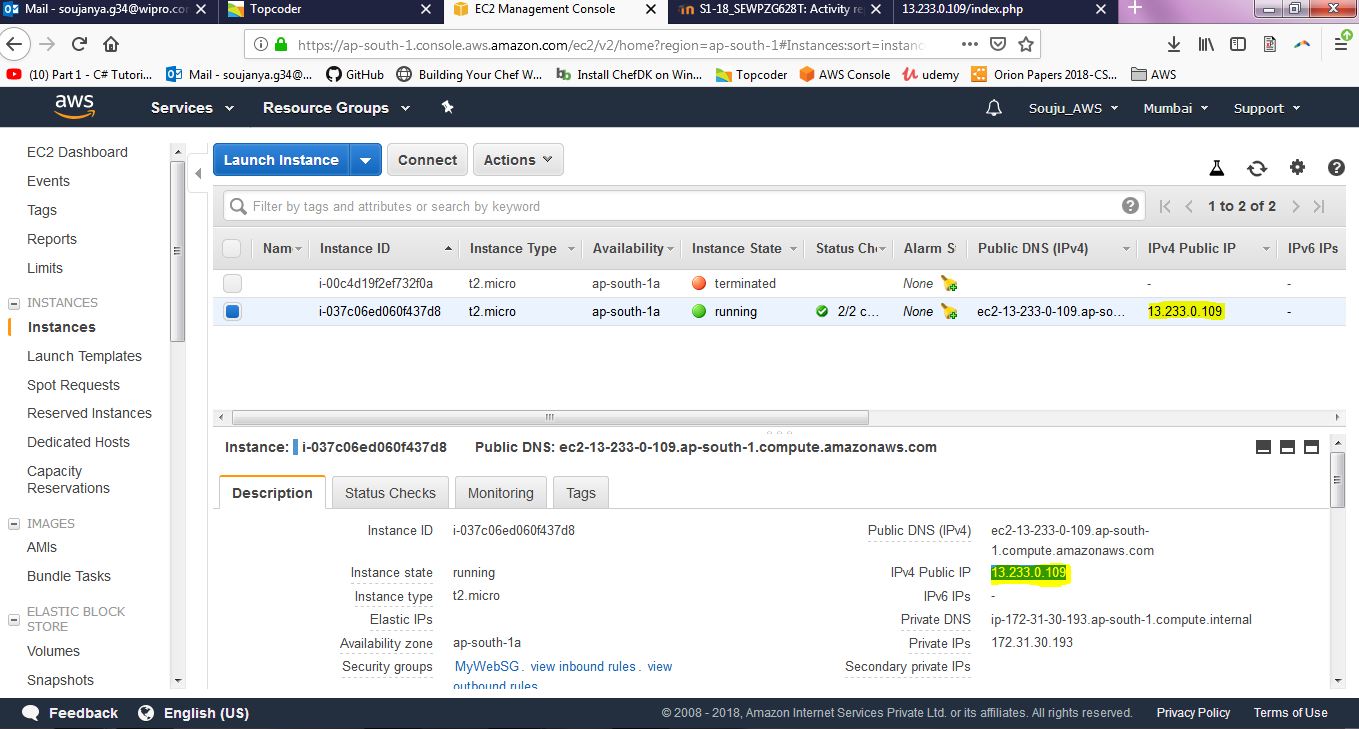 Mail - soujanya.g34@wipro.com
Topcoder
EC2 Management Console
S1-18_SEWPZG628T: Activity re
13.233.0.109/index.php
https://ap-south-1.console.aws.amazon.com/ec2/v2/home?region=ap-south-1#Instances:sort=instanc
(10) Part 1 - C# Tutori...
Mail - soujanya.g34@...
GitHub
Building Your Chef W...
Install ChefDK on Win...
Topcoder
AWS Console
udemy
Orion Papers 2018-CS...
AWS
aws Services Resource Groups Souju_AWS Mumbai Support
EC2 Dashboard
Events
Tags
Reports
Limits
INSTANCES
Instances
Launch Templates
Spot Requests
Reserved Instances
Dedicated Hosts
Capacity
Reservations
IMAGES
AMIs
Bundle Tasks
ELASTIC BLOCK
STORE
Volumes
Snapshots
Launch Instance Connect Actions
Filter by tags and attributes or search by keyword 1 to 2 of 2
Nam Instance ID Instance Type Availability Instance State Status Ch Alarm S Public DNS (IPv4) IPv4 Public IP IPv6 IPs
i-00c4d19f2ef732f0a t2.micro ap-south-1a terminated None - -
i-037c06ed060f437d8 t2.micro ap-south-1a running 2/2 c... None ec2-13-233-0-109.ap-so... 13.233.0.109 -
Instance: i-037c06ed060f437d8 Public DNS: ec2-13-233-0-109.ap-south-1.compute.amazonaws.com
Description Status Checks Monitoring Tags
Instance ID i-037c06ed060f437d8
Instance state running
Instance type t2.micro
Elastic IPs
Availability zone ap-south-1a
Security groups MyWebSG . view inbound rules . view
outbound rules
Public DNS (IPv4) ec2-13-233-0-109.ap-south-
1.compute.amazonaws.com
IPv4 Public IP 13.233.0.109
IPv6 IPs -
Private DNS ip-172-31-30-193.ap-south-1.compute.internal
Private IPs 172.31.30.193
Secondary private IPs
Feedback English (US) © 2008 - 2018, Amazon Internet Services Private Ltd. or its affiliates. All rights reserved. Privacy Policy Terms of Use